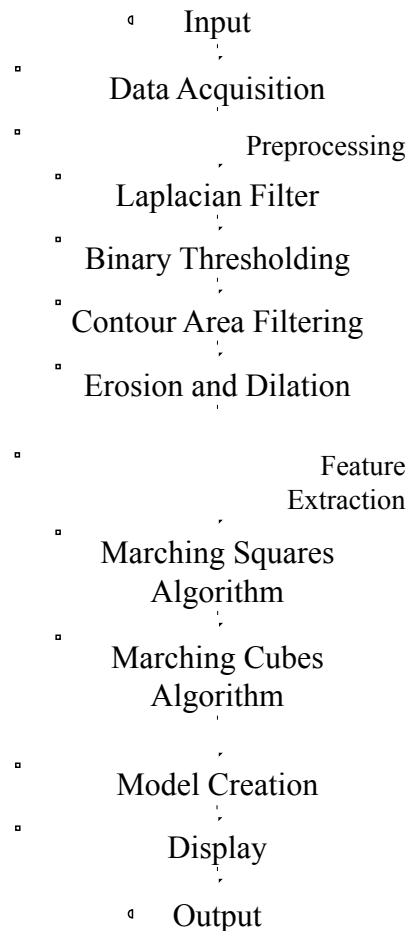 Input
Data Acquisition
Preprocessing
Laplacian Filter
Binary Thresholding
Contour Area Filtering
Erosion and Dilation
Feature
Extraction
Marching Squares
Algorithm
Marching Cubes
Algorithm
Model Creation
Display
Output